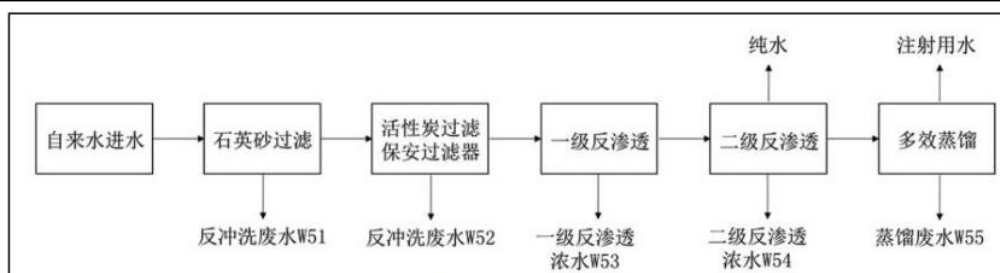 纯水
注射用水
自来水进水
石英砂过滤
活性炭过滤
保安过滤器
一级反渗透
二级反渗透
多效蒸馏
反冲洗废水W51
反冲洗废水W52
一级反渗透
浓水W53
二级反渗透
浓水W54
蒸馏废水W55